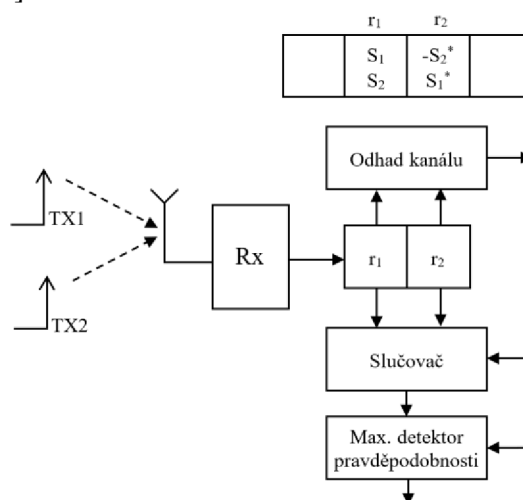 r₁ r₂
S₁ -S₂*
S₂ S₁*
Odhad kanálu
TX1
Rx
r₁ r₂
TX2
Slučovač
Max. detektor
pravděpodobnosti